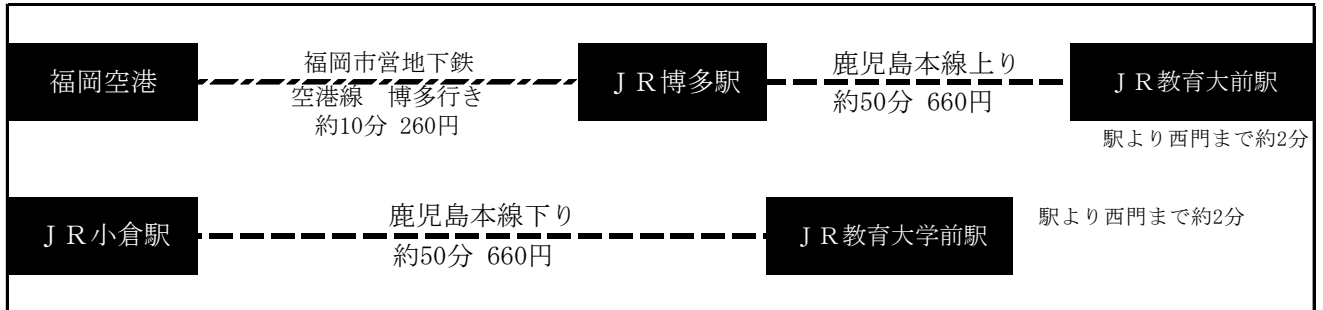 福岡空港
福岡市営地下鉄
空港線　博多行き
約10分 260円
ＪＲ博多駅
鹿児島本線上り
約50分 660円
ＪＲ教育大前駅
駅より西門まで約2分
ＪＲ小倉駅
鹿児島本線下り
約50分 660円
ＪＲ教育大学前駅
駅より西門まで約2分